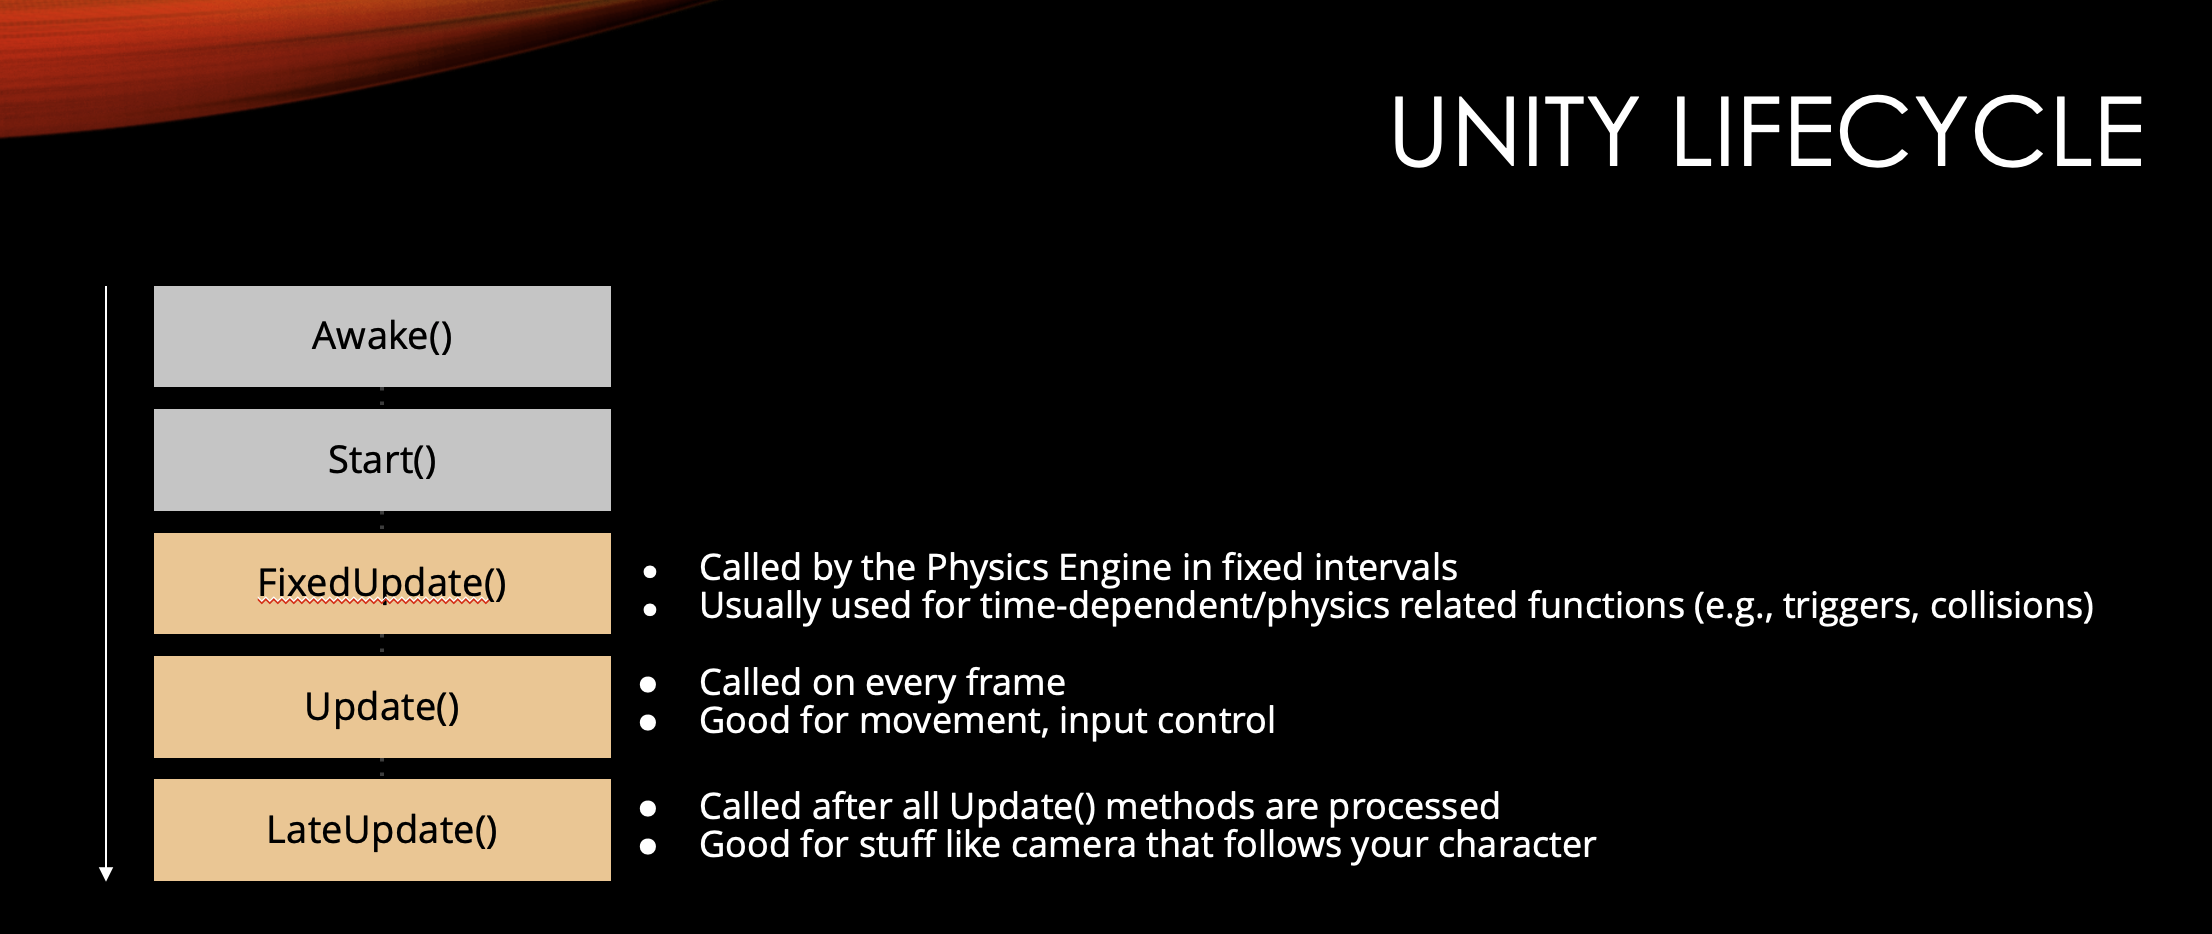 UNITY LIFECYCLE
Awake()
Start()
FixedUpdate()
● Called by the Physics Engine in fixed intervals
● Usually used for time-dependent/physics related functions (e.g., triggers, collisions)
Update()
● Called on every frame
● Good for movement, input control
LateUpdate()
● Called after all Update() methods are processed
● Good for stuff like camera that follows your character